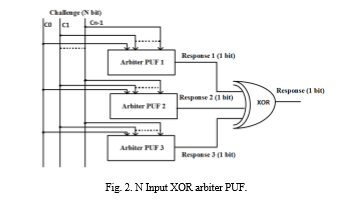 Challenge (N bit)
C0 C1 Cn-1
Response 1 (1 bit)
Arbiter PUF 1
Response (1 bit)
Response 2 (1 bit)
XOR
Arbiter PUF 2
Arbiter PUF 3
Response 3 (1 bit)
Fig. 2. N Input XOR arbiter PUF.